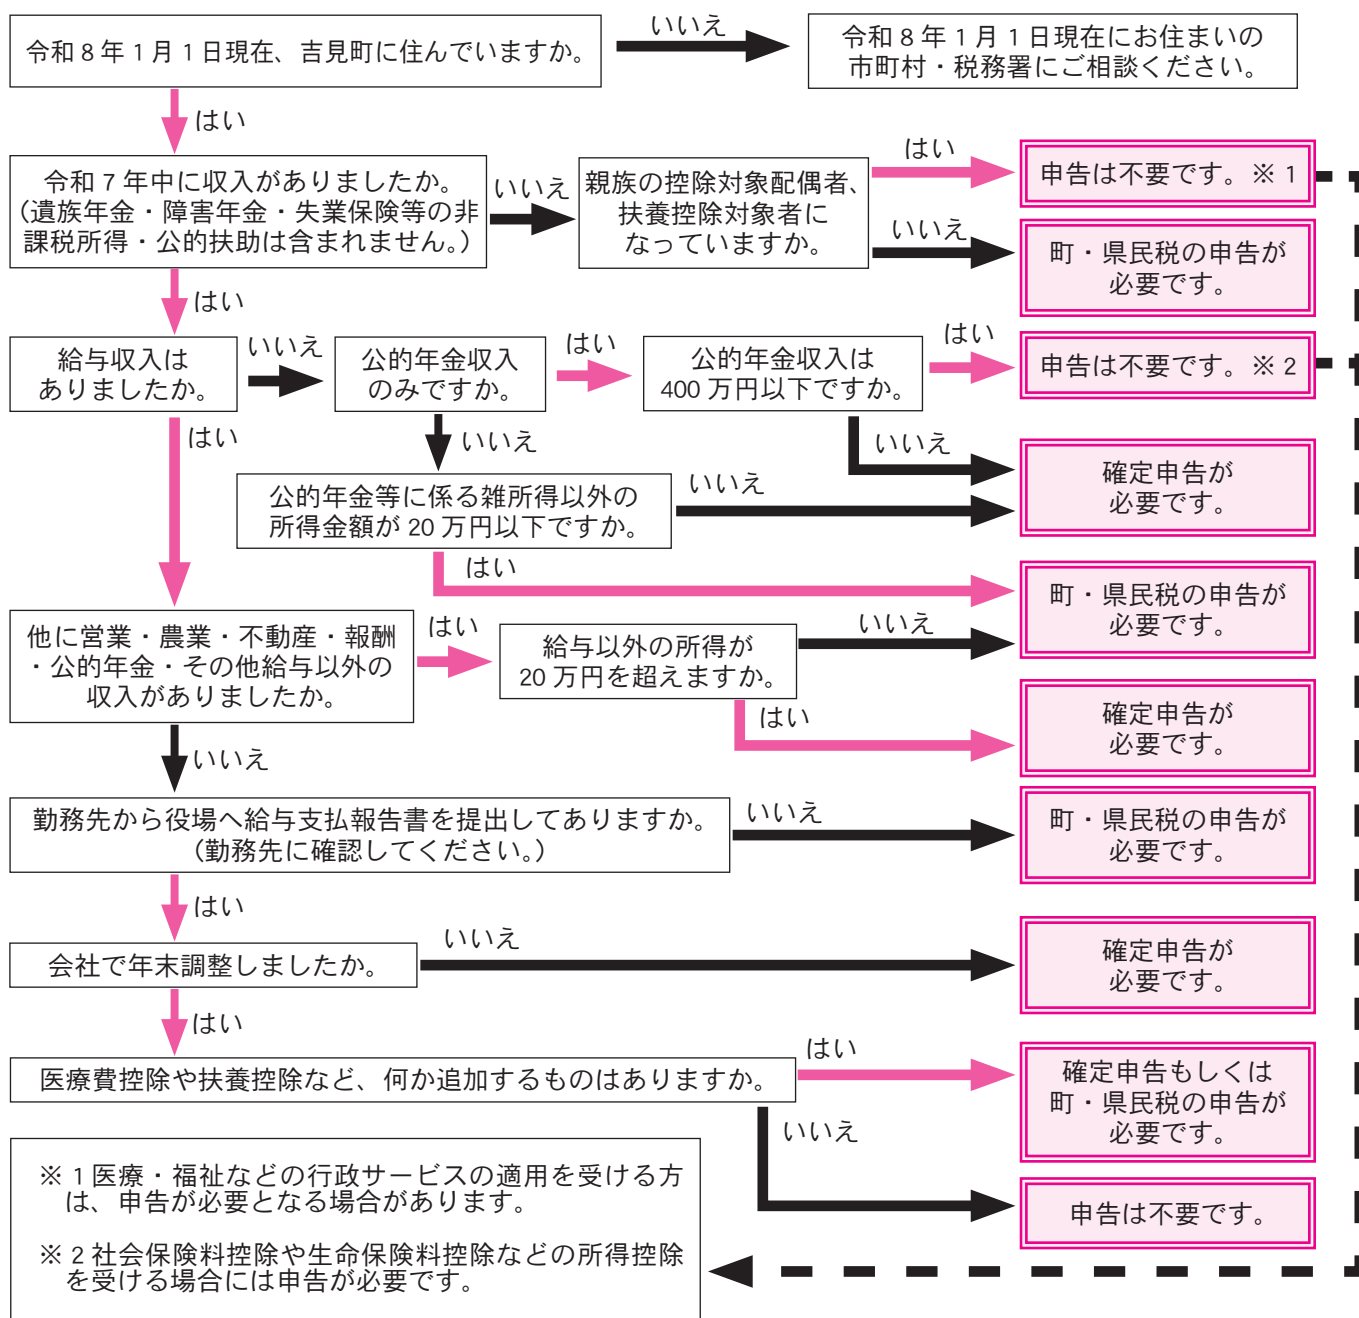 令和8年1月1日現在、吉見町に住んでいますか。
いいえ
令和8年1月1日現在にお住まいの
市町村・税務署にご相談ください。
はい
令和7年中に収入がありましたか。
(遺族年金・障害年金・失業保険等の非
課税所得・公的扶助は含まれません。)
いいえ
親族の控除対象配偶者、
扶養控除対象者に
なっていますか。
はい
申告は不要です。※1
いいえ
町・県民税の申告が
必要です。
はい
給与収入は
ありましたか。
いいえ
公的年金収入
のみですか。
はい
公的年金収入は
400万円以下ですか。
はい
申告は不要です。※2
いいえ
確定申告が
必要です。
はい
いいえ
公的年金等に係る雑所得以外の
所得金額が20万円以下ですか。
いいえ
はい
町・県民税の申告が
必要です。
他に営業・農業・不動産・報酬
・公的年金・その他給与以外の
収入がありましたか。
はい
給与以外の所得が
20万円を超えますか。
いいえ
はい
確定申告が
必要です。
いいえ
勤務先から役場へ給与支払報告書を提出してありますか。
(勤務先に確認してください。)
いいえ
町・県民税の申告が
必要です。
はい
会社で年末調整しましたか。
いいえ
確定申告が
必要です。
はい
医療費控除や扶養控除など、何か追加するものはありますか。
はい
確定申告もしくは
町・県民税の申告が
必要です。
いいえ
申告は不要です。
※1医療・福祉などの行政サービスの適用を受ける方
は、申告が必要となる場合があります。
※2社会保険料控除や生命保険料控除などの所得控除
を受ける場合には申告が必要です。